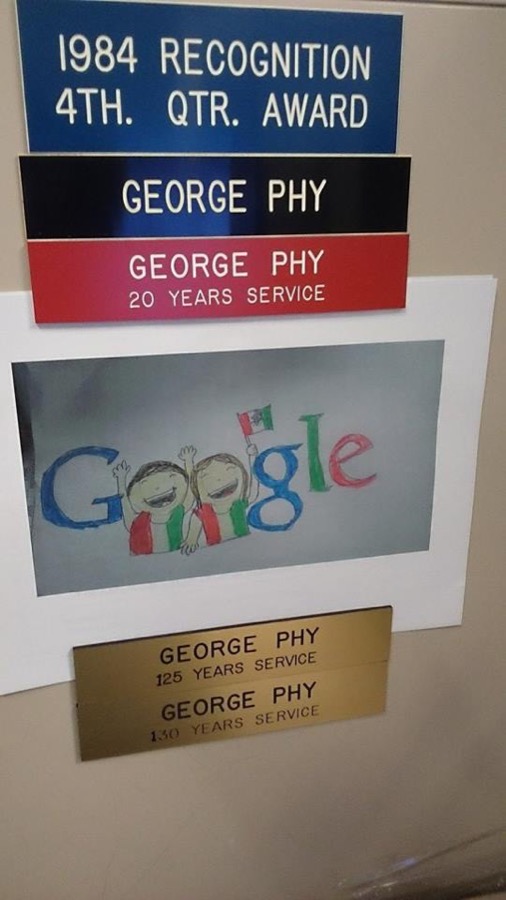 1984 RECOGNITION
4TH. QTR. AWARD
GEORGE PHY
GEORGE PHY
20 YEARS SERVICE
Google
GEORGE PHY
125 YEARS SERVICE
GEORGE PHY
130 YEARS SERVICE